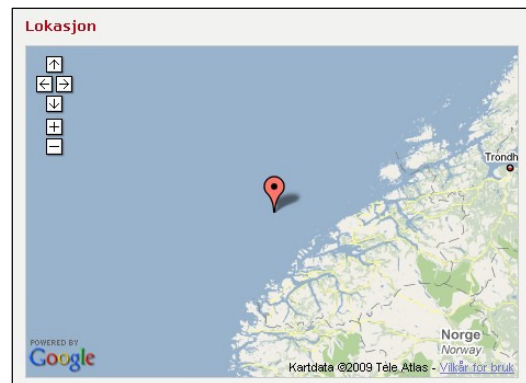 Lokasjon
Trondh
Norge
Norway
POWERED BY
Google
Kartdata ©2009 Tele Atlas - Vilkår for bruk